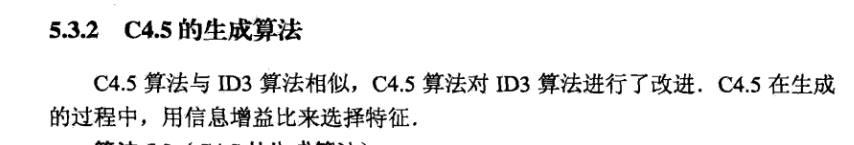 5.3.2 C4.5 的生成算法
C4.5 算法与 ID3 算法相似，C4.5 算法对 ID3 算法进行了改进．C4.5 在生成
的过程中，用信息增益比来选择特征．